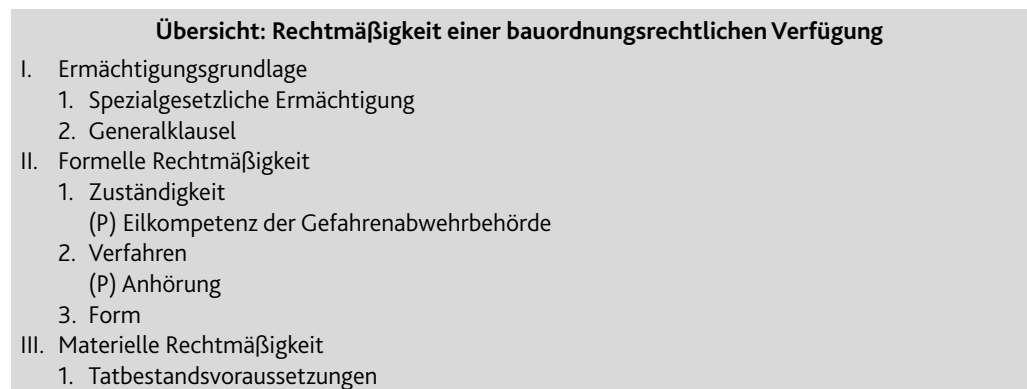 Übersicht: Rechtmäßigkeit einer bauordnungsrechtlichen Verfügung
I. Ermächtigungsgrundlage
1. Spezialgesetzliche Ermächtigung
2. Generalklausel
II. Formelle Rechtmäßigkeit
1. Zuständigkeit
(P) Eilkompetenz der Gefahrenabwehrbehörde
2. Verfahren
(P) Anhörung
3. Form
III. Materielle Rechtmäßigkeit
1. Tatbestandsvoraussetzungen